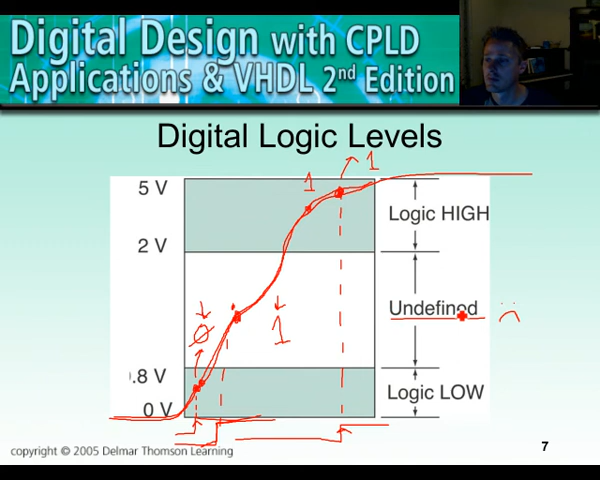 Digital Design with CPLD
Applications & VHDL 2nd Edition
Digital Logic Levels
1
1
5 V
Logic HIGH
2 V
0
1
Undefined
.8 V
Logic LOW
0 V
copyright © 2005 Delmar Thomson Learning
7